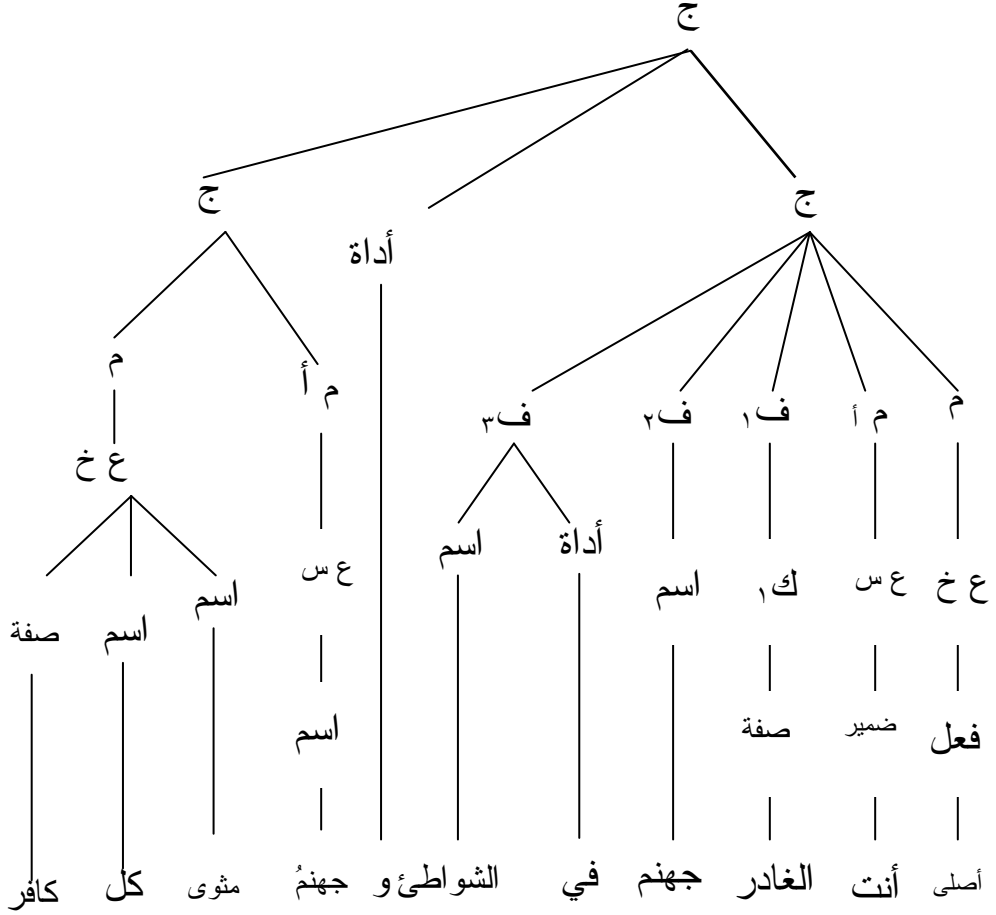 ج
ج ج
أداة
م م أ ف١ ف٢ ف٣ م أ م
ع خ
أداة اسم
ع خ ع س ك١ اسم ع س اسم اسم صفة
فعل ضمير صفة اسم
أصلى أنت الغادر جهنم في الشواطئ و جهنمُ مثوى كل كافر